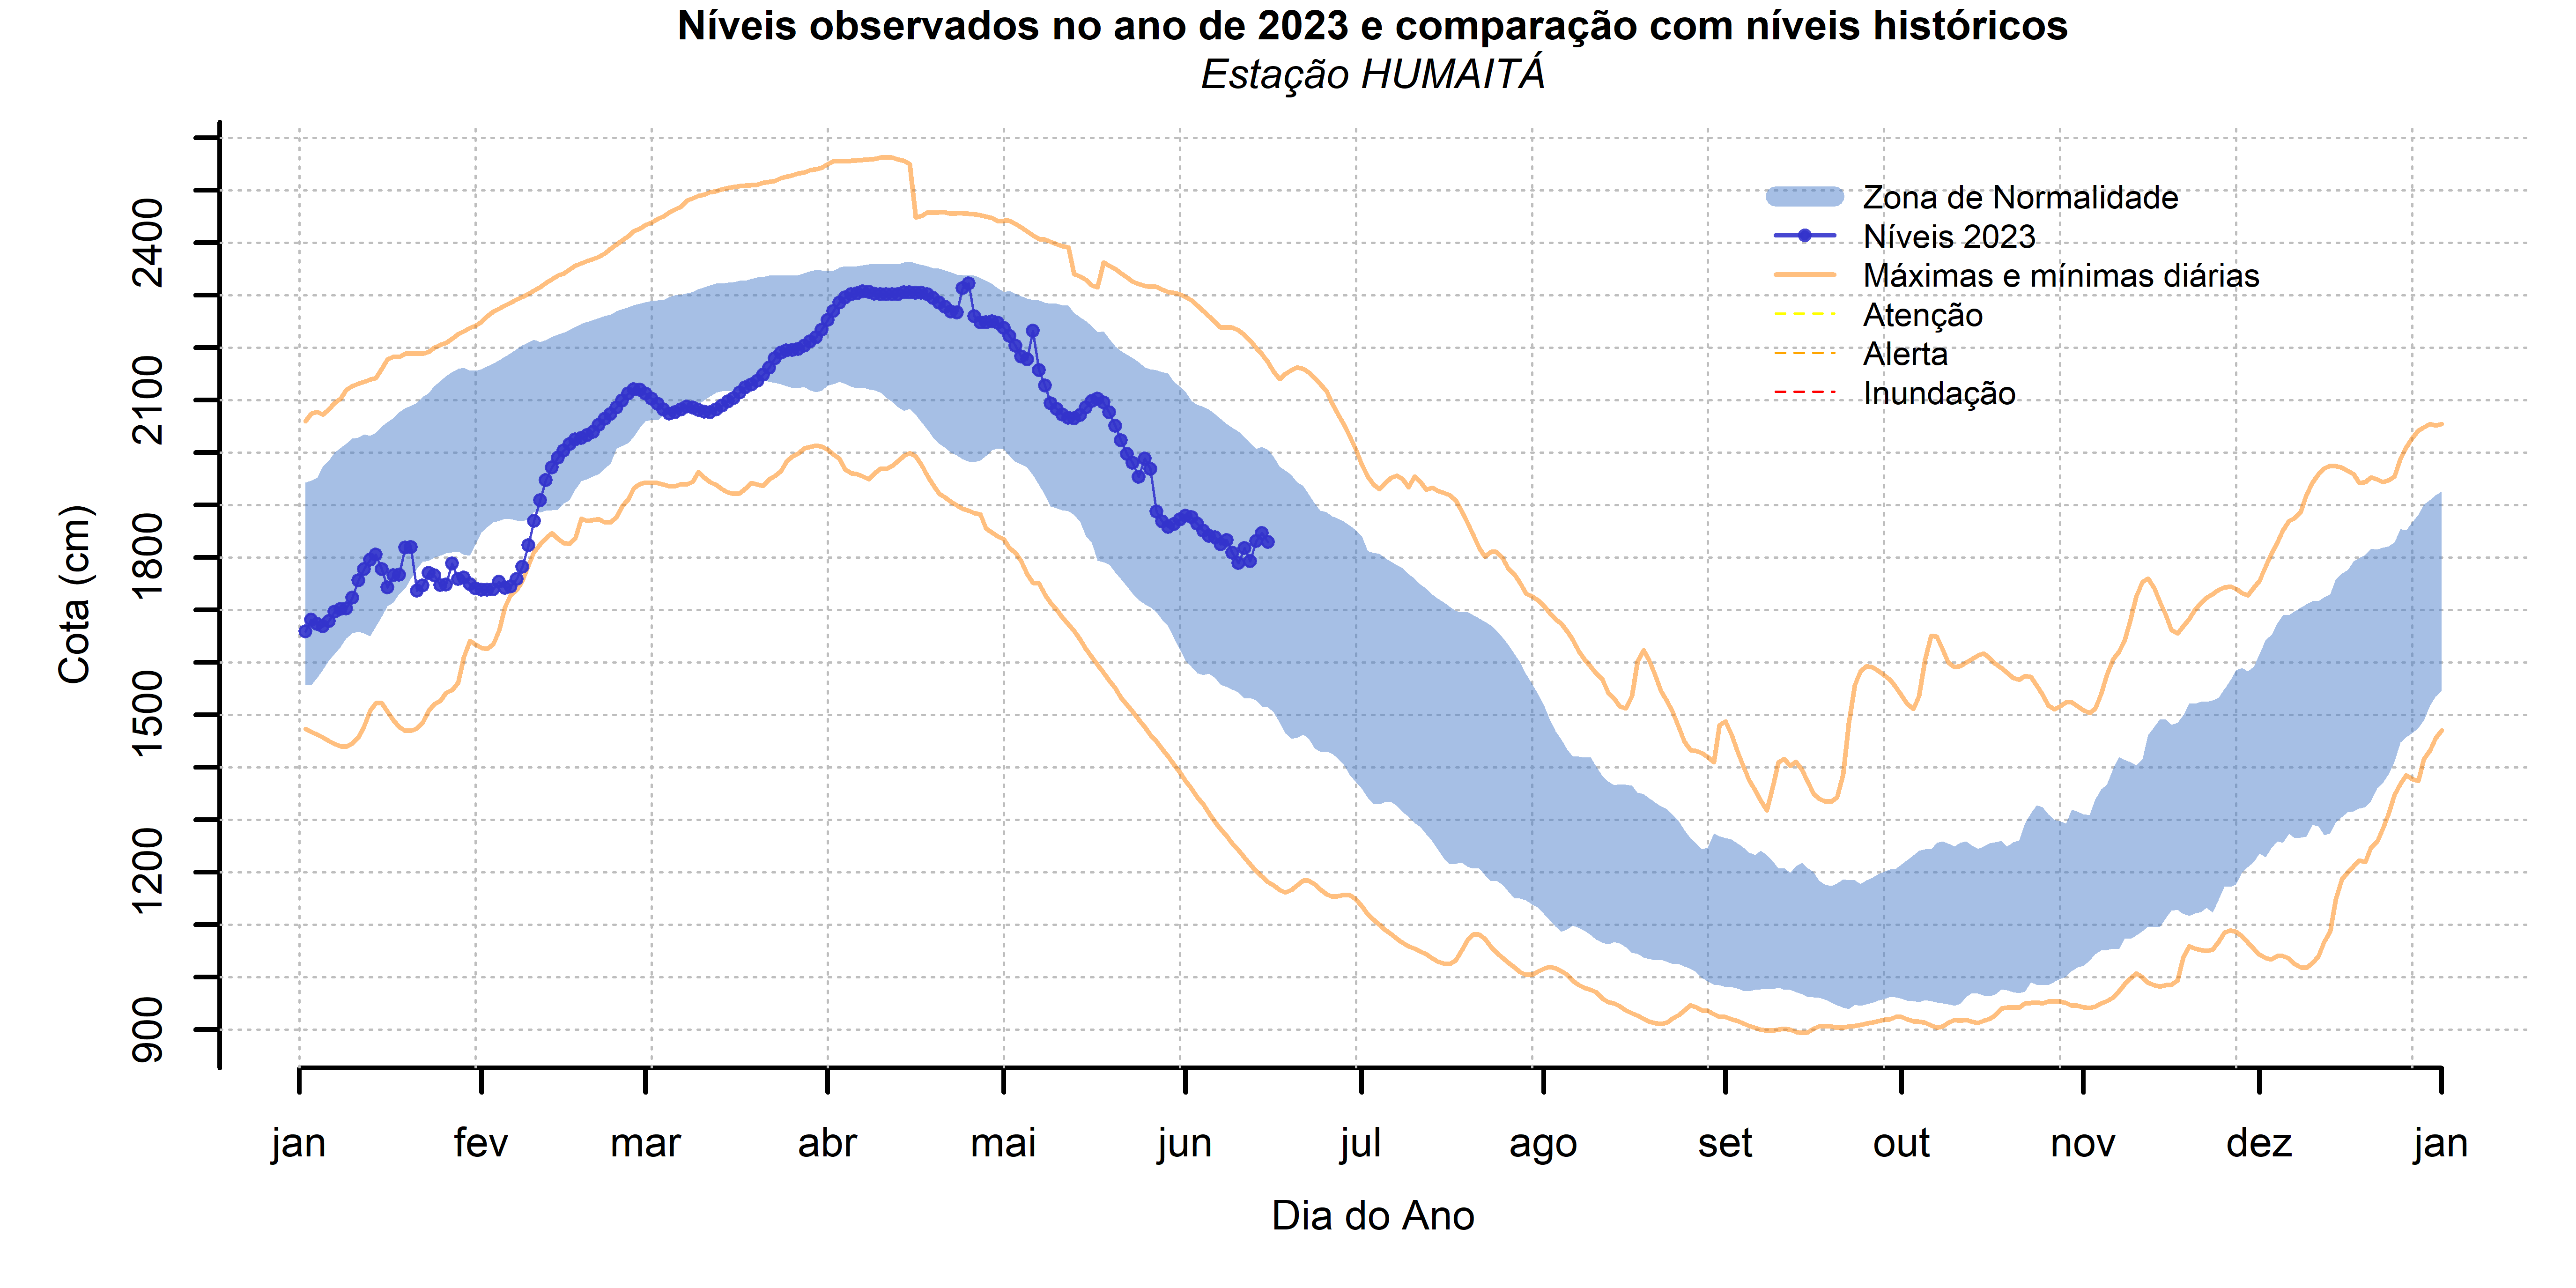 Níveis observados no ano de 2023 e comparação com níveis históricos
Estação HUMAITÁ
Zona de Normalidade
Níveis 2023
Máximas e mínimas diárias
Atenção
Alerta
Inundação
Cota (cm)
2400
2100
1800
1500
1200
900
jan fev mar abr mai jun jul ago set out nov dez jan
Dia do Ano